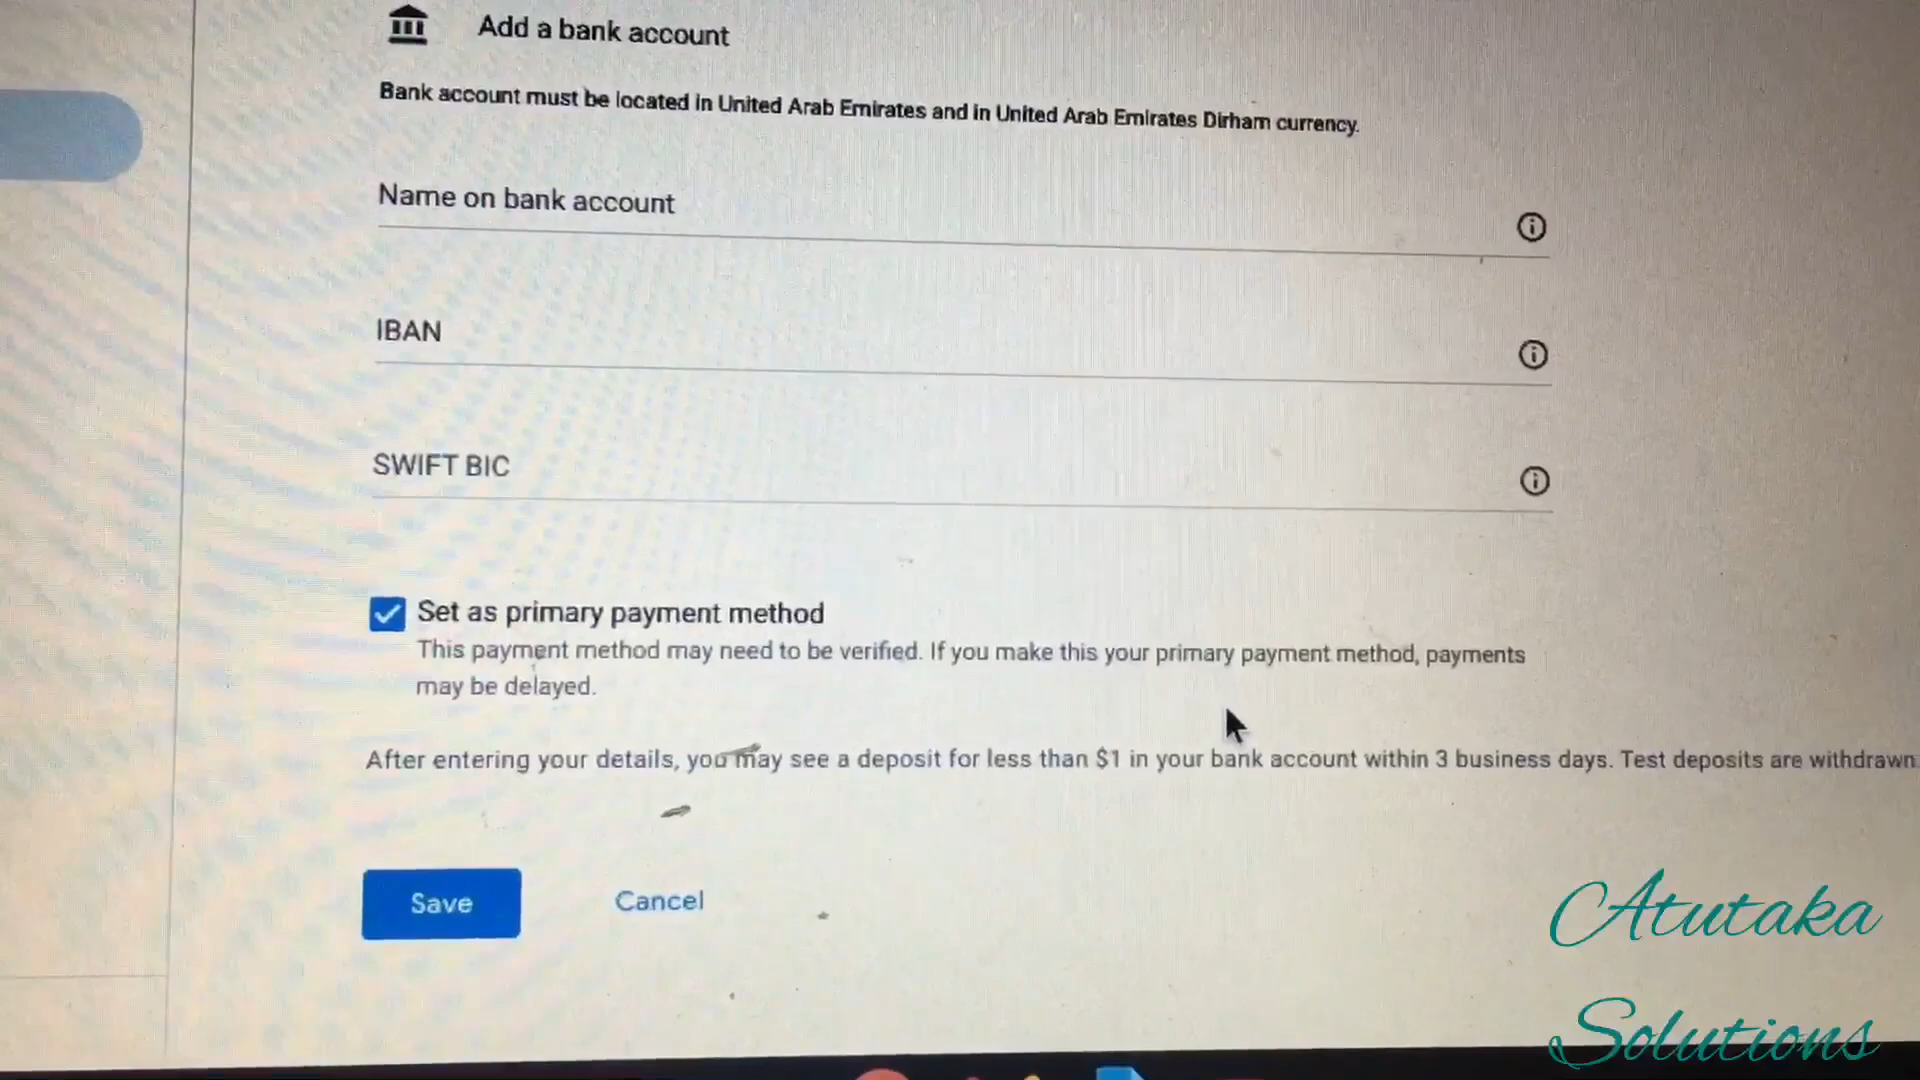 Add a bank account
Bank account must be located in United Arab Emirates and in United Arab Emirates Dirham currency.
Name on bank account
IBAN
SWIFT BIC
Set as primary payment method
This payment method may need to be verified. If you make this your primary payment method, payments
may be delayed.
After entering your details, you may see a deposit for less than $1 in your bank account within 3 business days. Test deposits are withdrawn
Save
Cancel
Atutaka
Solutions